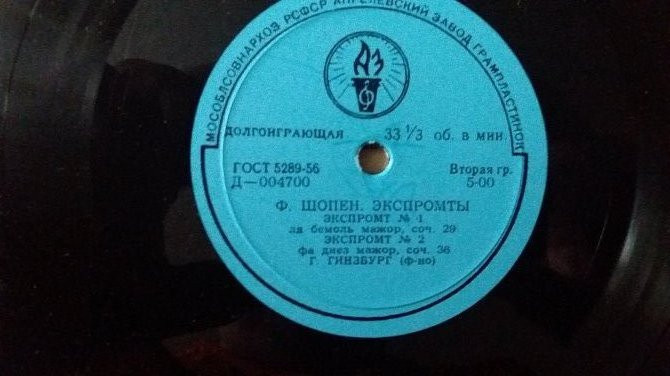 МОСОБЛСОВНАРХОЗ РСФСР АПРЕЛЕВСКИЙ ЗАВОД ГРАМПЛАСТИНОК
АЗ
ДОЛГОИГРАЮЩАЯ 33 1/3 об. в мин.
ГОСТ 5289-56 Вторая гр.
Д—004700 5-00
Ф. ШОПЕН. ЭКСПРОМТЫ
ЭКСПРОМТ № 1
ля бемоль мажор, соч. 29
ЭКСПРОМТ № 2
фа диез мажор, соч. 36
Г. ГИНЗБУРГ (ф-но)